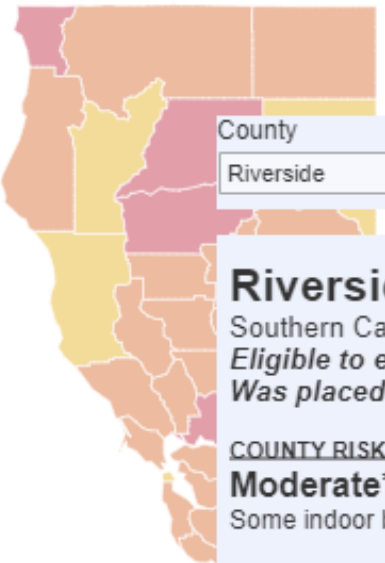 County
Riverside
Riversi
Southern Ca
Eligible to e
Was placed
COUNTY RISK
Moderate*
Some indoor